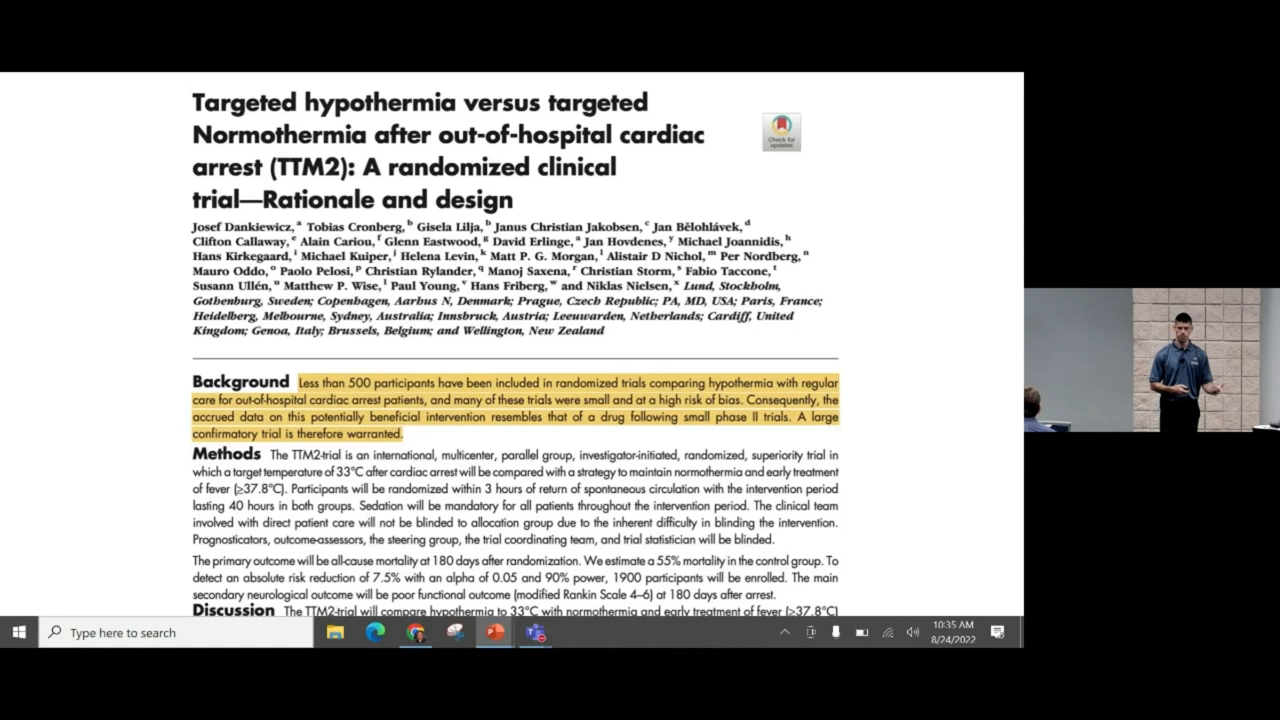 Targeted hypothermia versus targeted
Normothermia after out-of-hospital cardiac
arrest (TTM2): A randomized clinical
trial—Rationale and design
Check for
updates
Josef Dankiewicz, a Tobias Cronberg, b Gisela Lilja, b Janus Christian Jakobsen, c Jan Bělohlávek, d
Clifton Callaway, e Alain Cariou, f Glenn Eastwood, g David Erlinge, a Jan Hovdenes, y Michael Joannidis, h
Hans Kirkegaard, i Michael Kuiper, j Helena Levin, k Matt P. G. Morgan, l Alistair D Nichol, m Per Nordberg, n
Mauro Oddo, o Paolo Pelosi, p Christian Rylander, q Manoj Saxena, r Christian Storm, s Fabio Taccone, t
Susann Ullén, u Matthew P. Wise, l Paul Young, v Hans Friberg, w and Niklas Nielsen, x Lund, Stockholm,
Gothenburg, Sweden; Copenhagen, Aarhus N, Denmark; Prague, Czech Republic; PA, MD, USA; Paris, France;
Heidelberg, Melbourne, Sydney, Australia; Innsbruck, Austria; Leeuwarden, Netherlands; Cardiff, United
Kingdom; Genoa, Italy; Brussels, Belgium; and Wellington, New Zealand
Background Less than 500 participants have been included in randomized trials comparing hypothermia with regular
care for out-of-hospital cardiac arrest patients, and many of these trials were small and at a high risk of bias. Consequently, the
accrued data on this potentially beneficial intervention resembles that of a drug following small phase II trials. A large
confirmatory trial is therefore warranted.
Methods The TTM2-trial is an international, multicenter, parallel group, investigator-initiated, randomized, superiority trial in
which a target temperature of 33°C after cardiac arrest will be compared with a strategy to maintain normothermia and early treatment
of fever (≥37.8°C). Participants will be randomized within 3 hours of return of spontaneous circulation with the intervention period
lasting 40 hours in both groups. Sedation will be mandatory for all patients throughout the intervention period. The clinical team
involved with direct patient care will not be blinded to allocation group due to the inherent difficulty in blinding the intervention.
Prognosticators, outcome-assessors, the steering group, the trial coordinating team, and trial statistician will be blinded.
The primary outcome will be all-cause mortality at 180 days after randomization. We estimate a 55% mortality in the control group. To
detect an absolute risk reduction of 7.5% with an alpha of 0.05 and 90% power, 1900 participants will be enrolled. The main
secondary neurological outcome will be poor functional outcome (modified Rankin Scale 4–6) at 180 days after arrest.
Discussion The TTM2-trial will compare hypothermia to 33°C with normothermia and early treatment of fever (≥37.8°C)
Type here to search
10:35 AM
8/24/2022